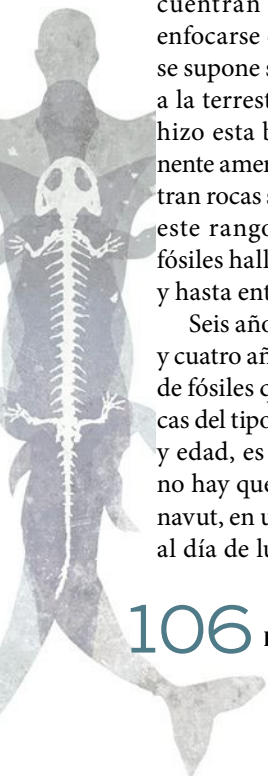 cuentran
enfocarse
se supone
a la terrest
hizo esta
nente amer
tran rocas
este rango
fósiles hall
y hasta ent
Seis año
y cuatro añ
de fósiles q
cas del tipo
y edad, es
no hay que
navut, en u
al día de lu
106